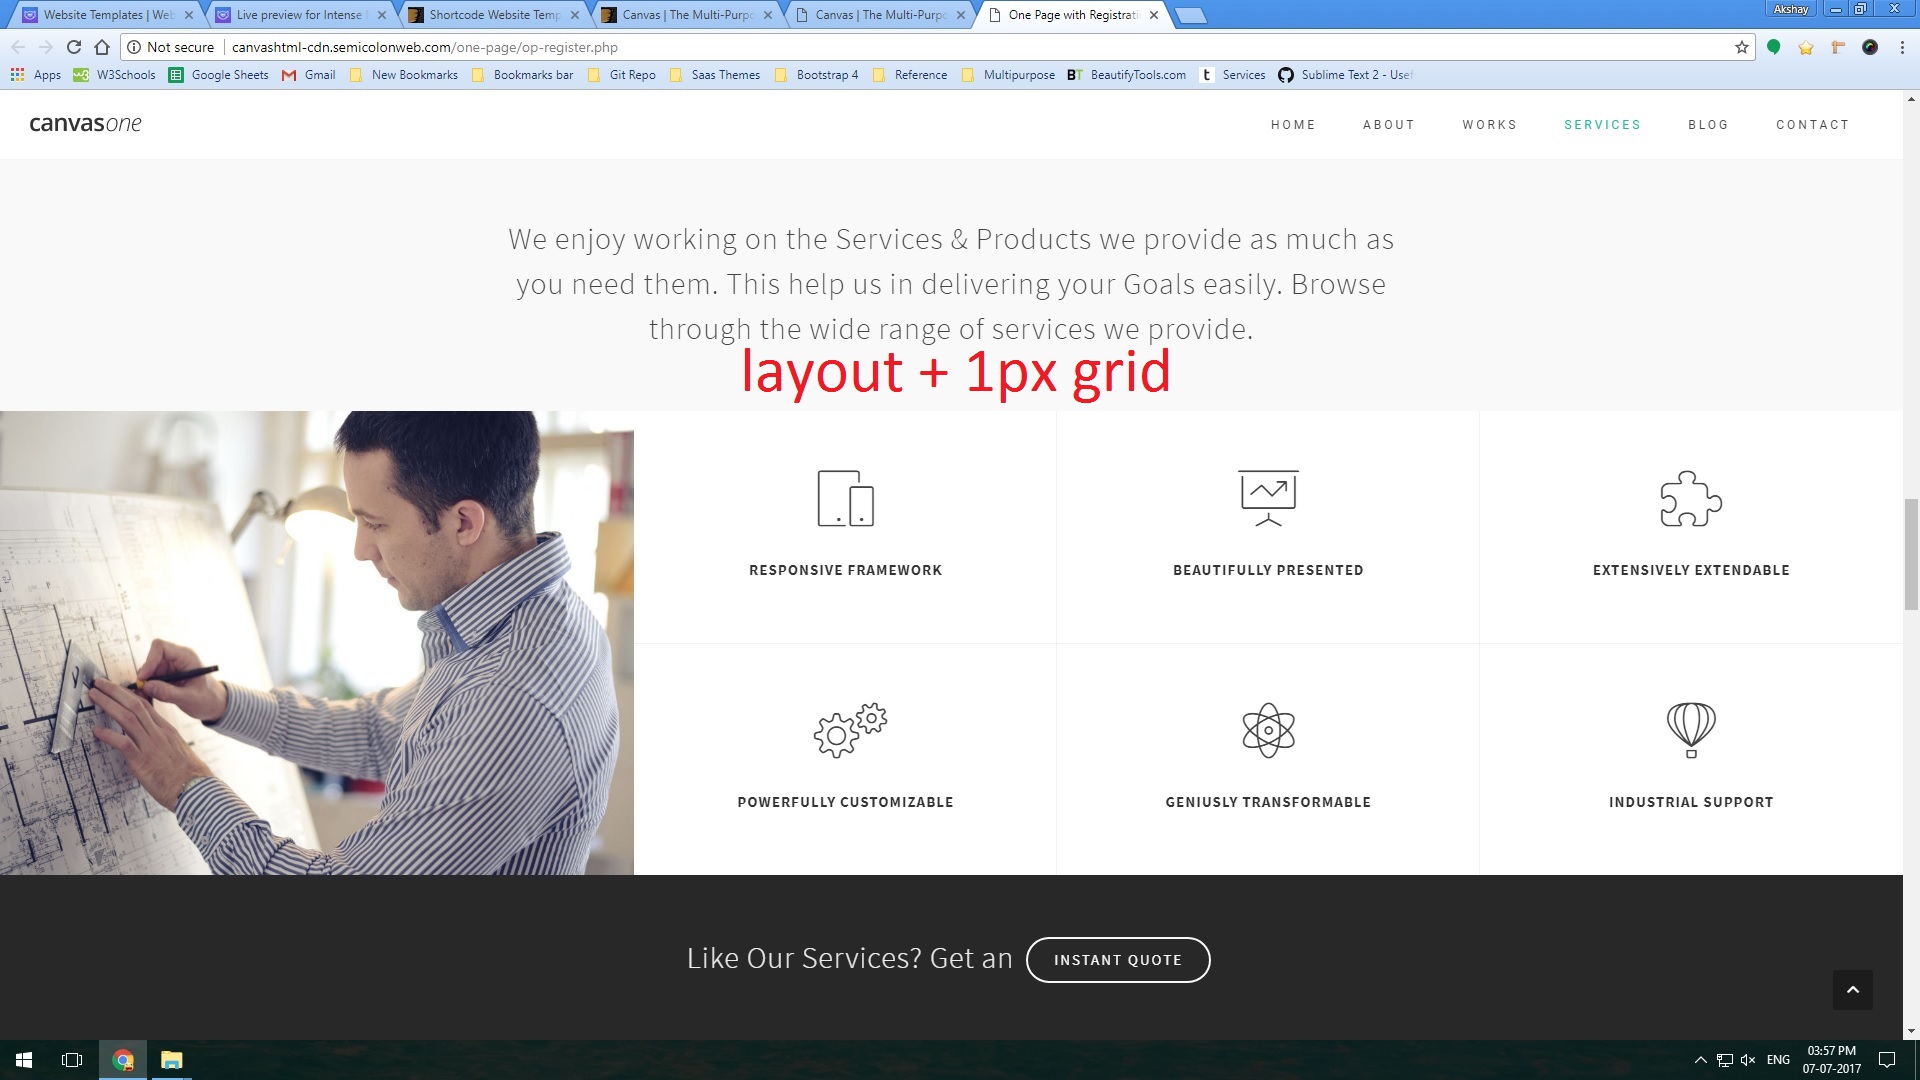 Website Templates | Web
Live preview for Intense
Shortcode Website Temp
Canvas | The Multi-Purpo
Canvas | The Multi-Purpo
One Page with Registrati
Akshay
Not secure
canvashtml-cdn.semicolonweb.com/one-page/op-register.php
Apps
W3Schools
Google Sheets
Gmail
New Bookmarks
Bookmarks bar
Git Repo
Saas Themes
Bootstrap 4
Reference
Multipurpose
BT BeautifyTools.com
t Services
Sublime Text 2 - Usef
canvasone
HOME
ABOUT
WORKS
SERVICES
BLOG
CONTACT
We enjoy working on the Services & Products we provide as much as
you need them. This help us in delivering your Goals easily. Browse
through the wide range of services we provide.
layout + 1px grid
RESPONSIVE FRAMEWORK
BEAUTIFULLY PRESENTED
EXTENSIVELY EXTENDABLE
POWERFULLY CUSTOMIZABLE
GENIUSLY TRANSFORMABLE
INDUSTRIAL SUPPORT
Like Our Services? Get an INSTANT QUOTE
ENG
03:57 PM
07-07-2017